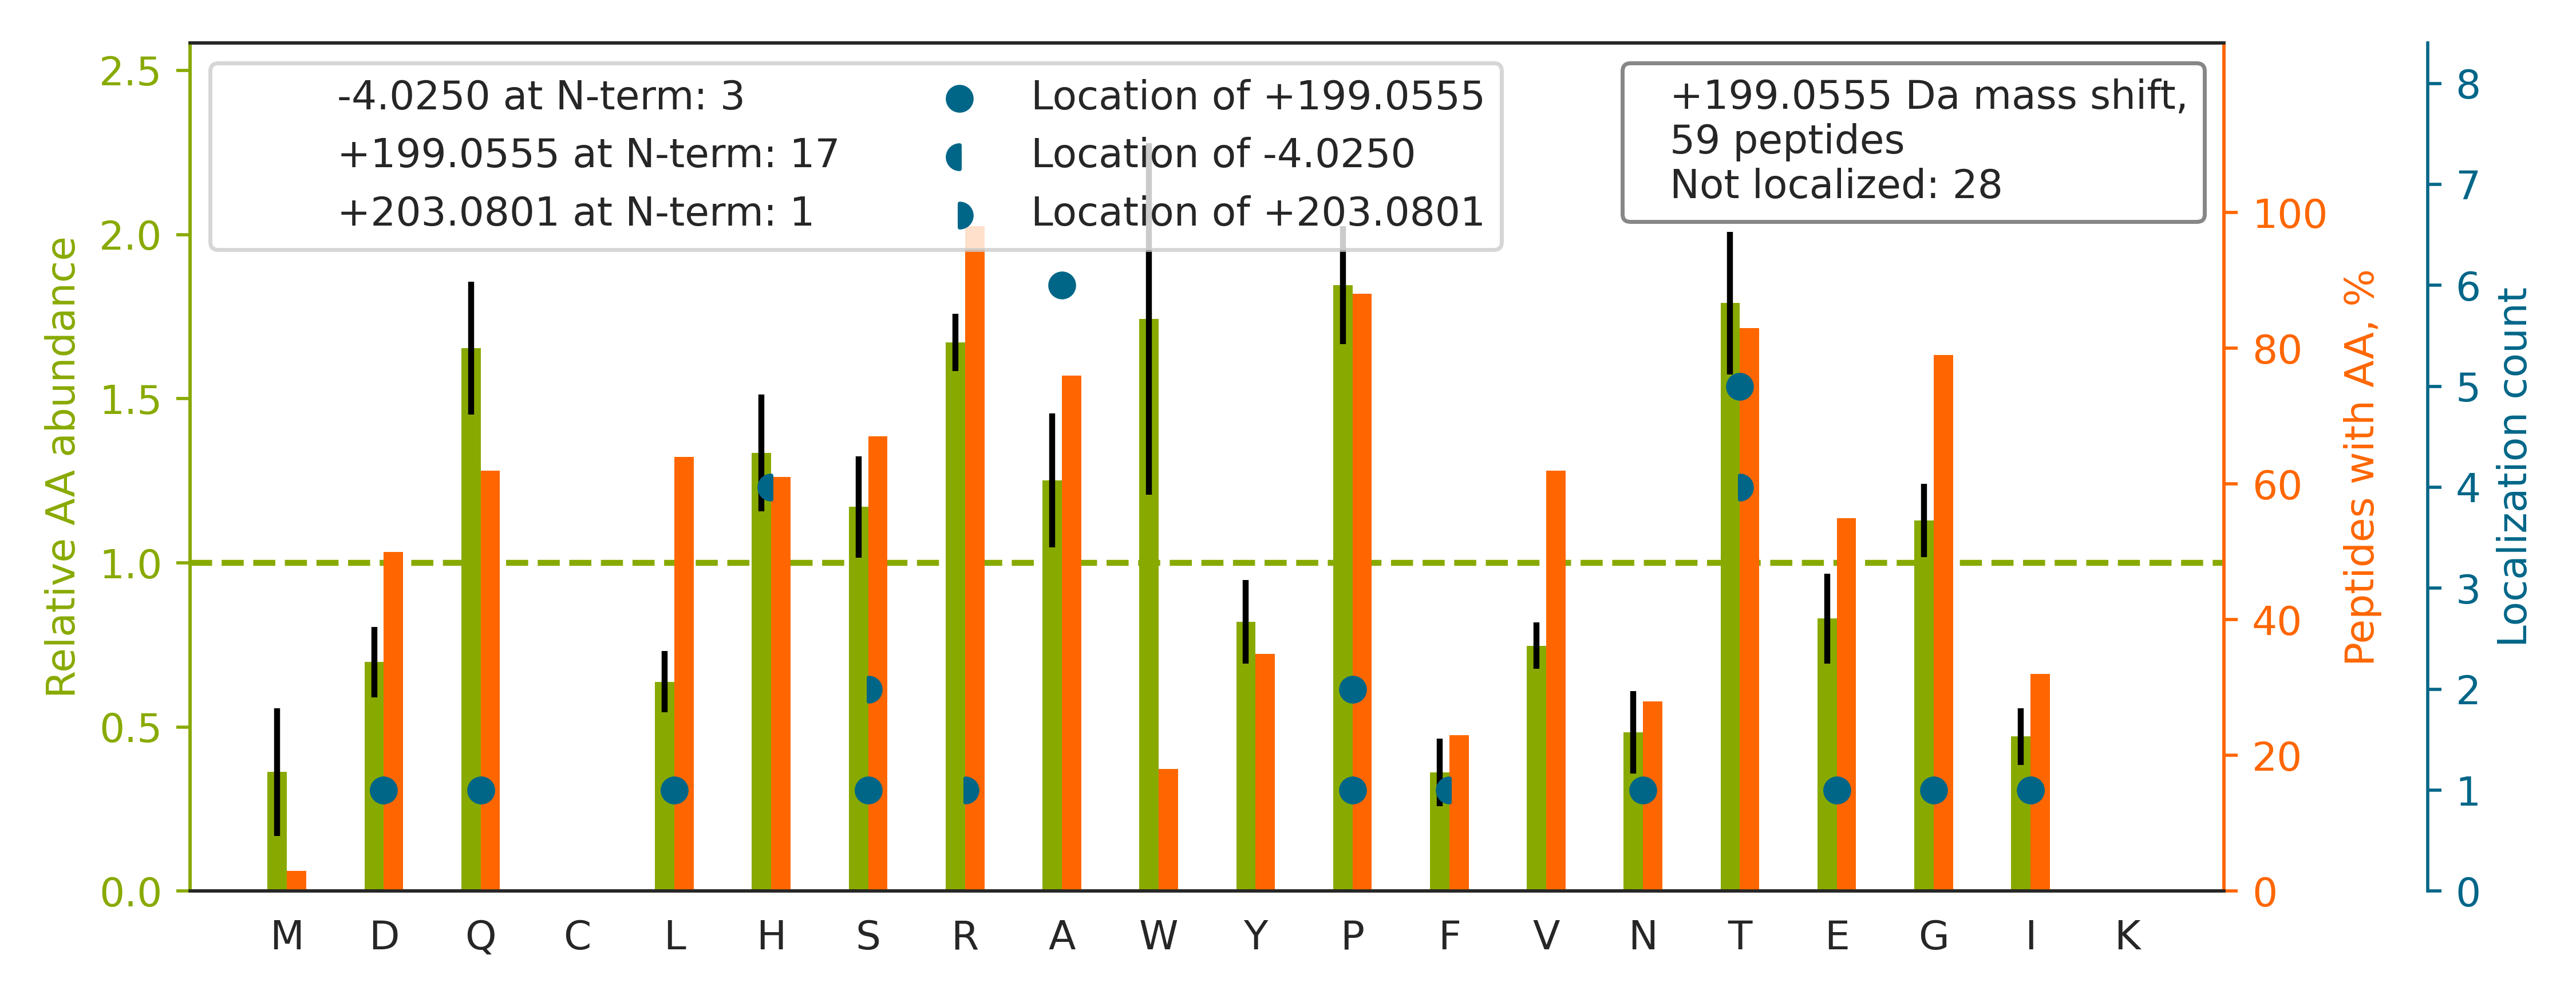 -4.0250 at N-term: 3
+199.0555 at N-term: 17
+203.0801 at N-term: 1
Location of +199.0555
Location of -4.0250
Location of +203.0801
+199.0555 Da mass shift,
59 peptides
Not localized: 28
Relative AA abundance
2.5
2.0
1.5
1.0
0.5
0.0
100
80
60
40
20
0
Peptides with AA, %
8
7
6
5
4
3
2
1
0
Localization count
M D Q C L H S R A W Y P F V N T E G I K